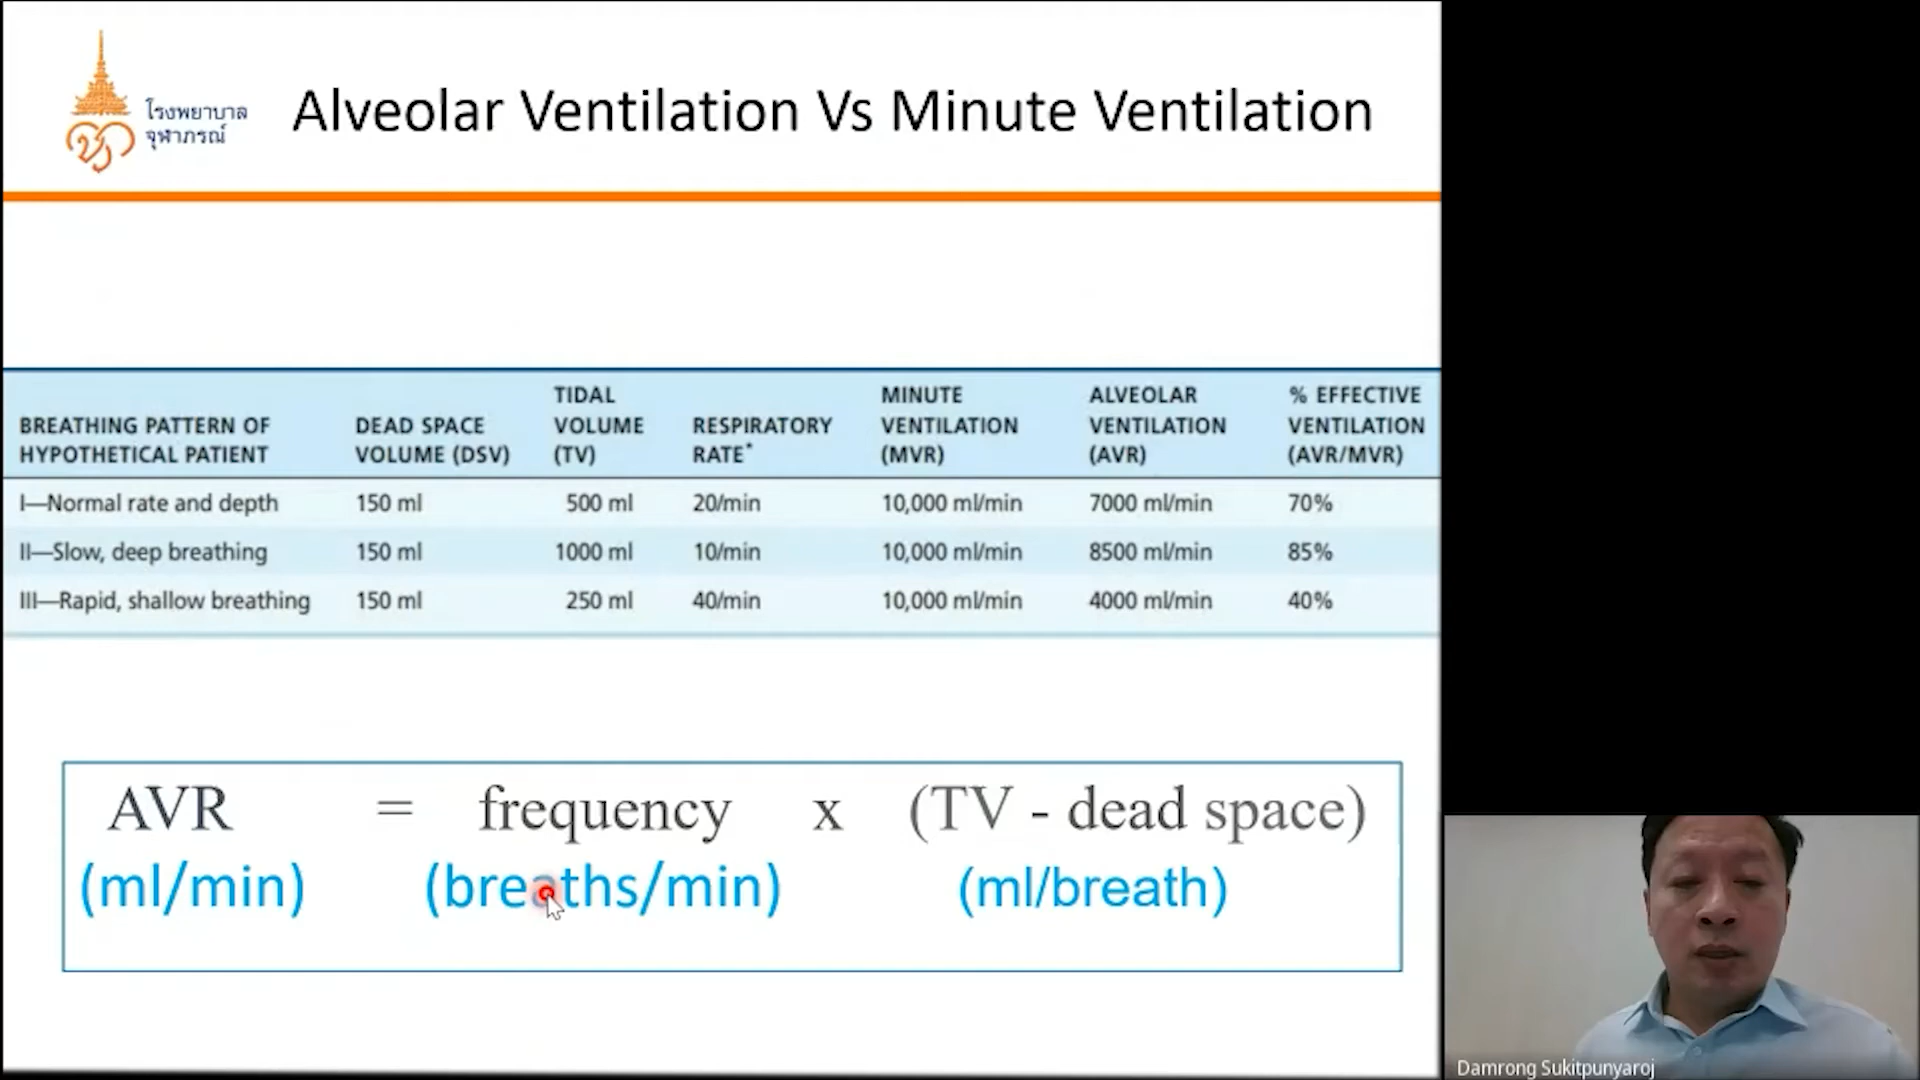 โรงพยาบาล
จุฬาภรณ์
Alveolar Ventilation Vs Minute Ventilation
BREATHING PATTERN OF HYPOTHETICAL PATIENT DEAD SPACE VOLUME (DSV) TIDAL VOLUME (TV) RESPIRATORY RATE* MINUTE VENTILATION (MVR) ALVEOLAR VENTILATION (AVR) % EFFECTIVE VENTILATION (AVR/MVR)
I—Normal rate and depth 150 ml 500 ml 20/min 10,000 ml/min 7000 ml/min 70%
II—Slow, deep breathing 150 ml 1000 ml 10/min 10,000 ml/min 8500 ml/min 85%
III—Rapid, shallow breathing 150 ml 250 ml 40/min 10,000 ml/min 4000 ml/min 40%
AVR = frequency x (TV - dead space)
(ml/min) (breaths/min) (ml/breath)
Damrong Sukitpunyaroj